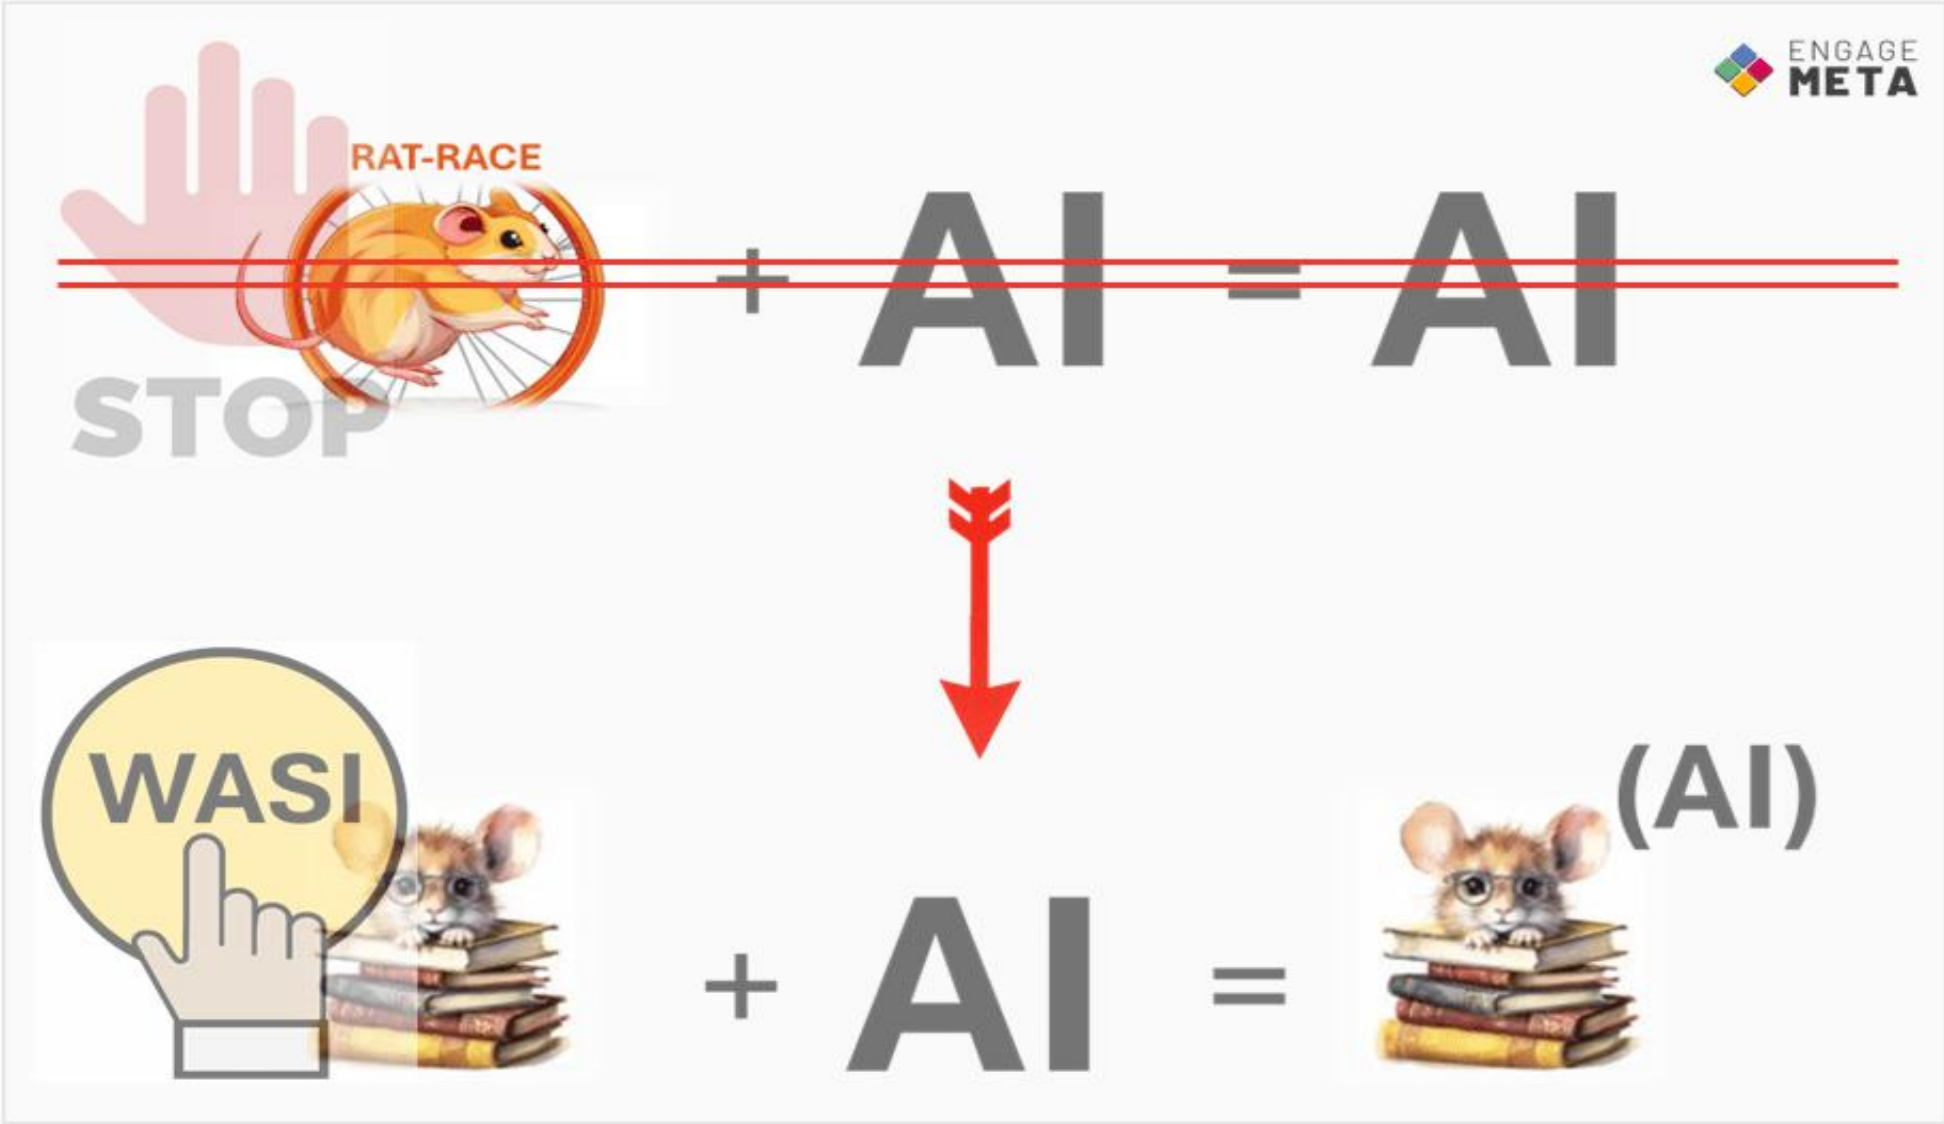 ENGAGE
META
RAT-RACE
+ AI = AI
STOP
WASI
(AI)
+ AI =